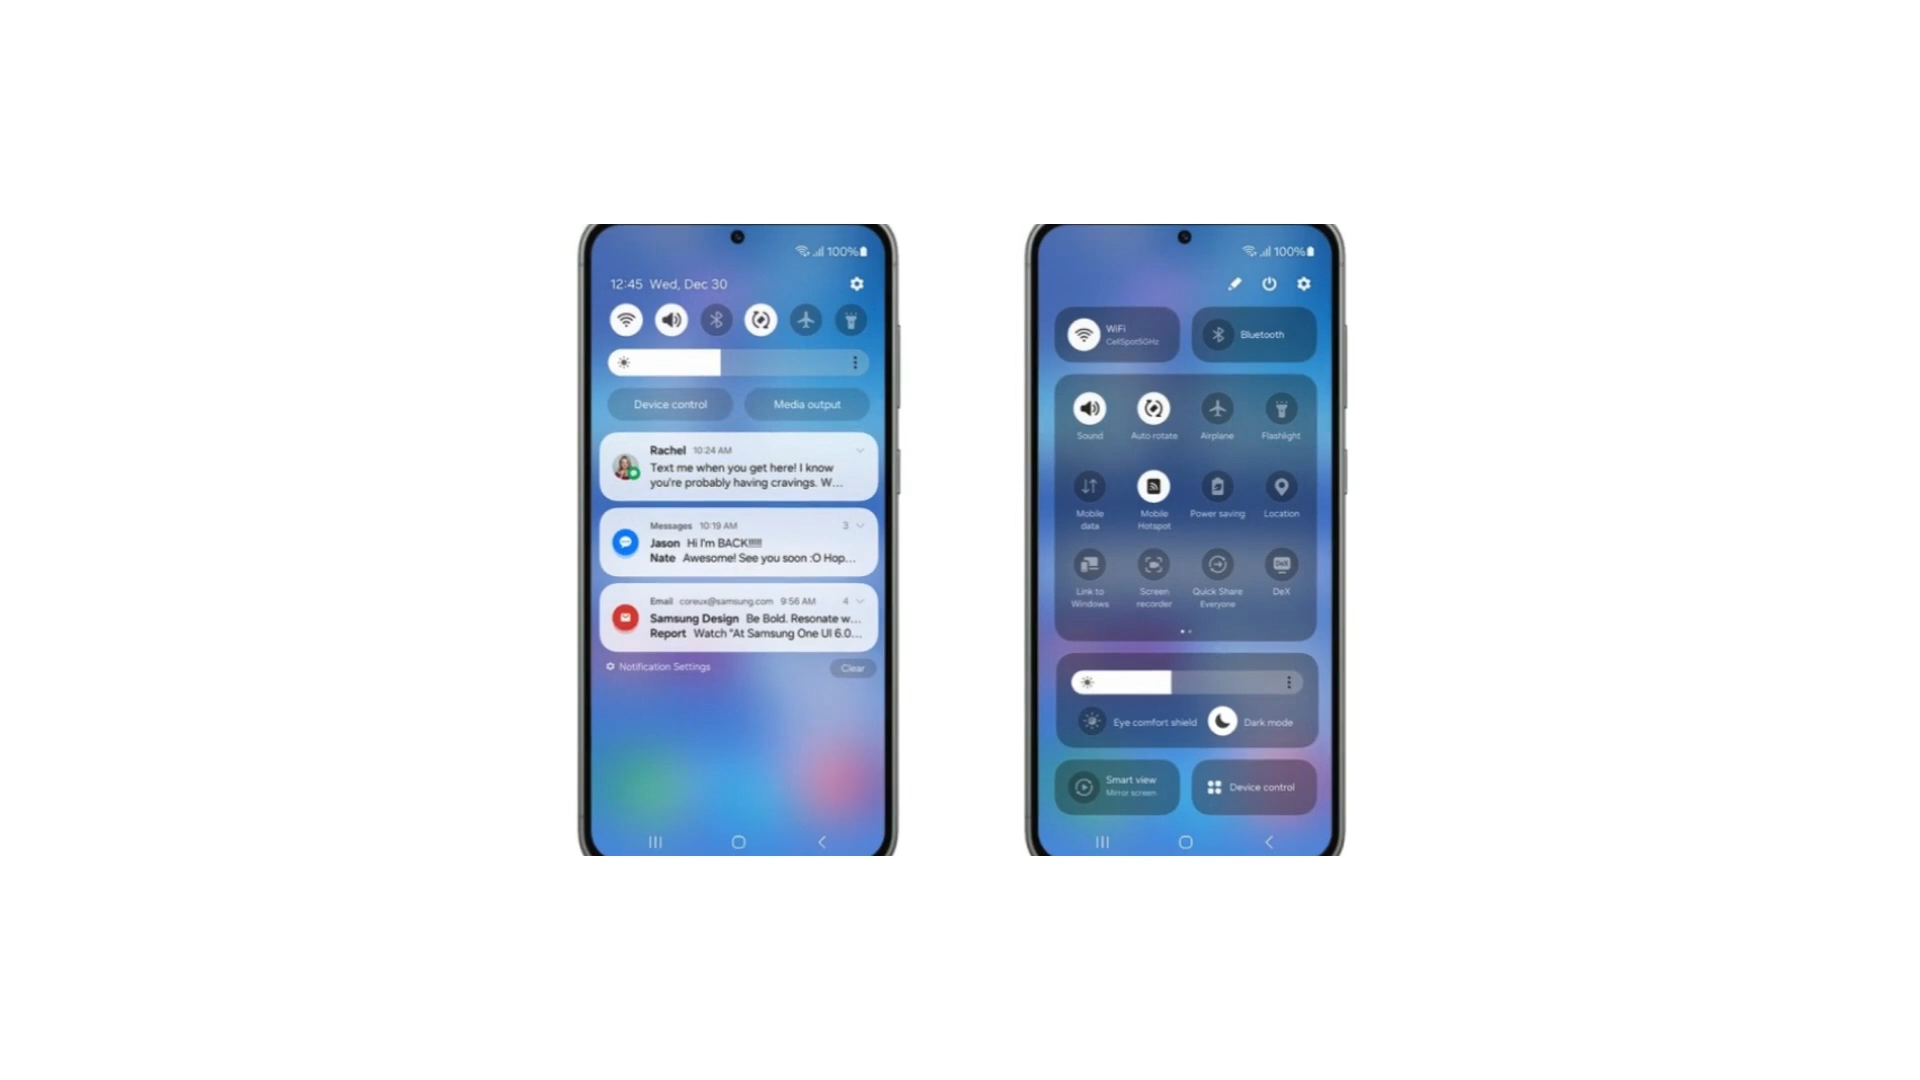 100%
12:45 Wed, Dec 30
Device control
Media output
Rachel 10:24 AM
Text me when you get here! I know
you're probably having cravings. W...
Messages 10:19 AM 3
Jason Hi I'm BACK!!!!!
Nate Awesome! See you soon :O Hop...
Email coreux@samsung.com 9:56 AM 4
Samsung Design Be Bold. Resonate w...
Report Watch "At Samsung One UI 6.0...
Notification Settings
Clear
100%
WiFi
CellSpot5GHz
Bluetooth
Sound
Auto rotate
Airplane
Flashlight
Mobile
data
Mobile
Hotspot
Power saving
Location
Link to
Windows
Screen
recorder
Quick Share
Everyone
DeX
DeX
Eye comfort shield
Dark mode
Smart view
Mirror screen
Device control